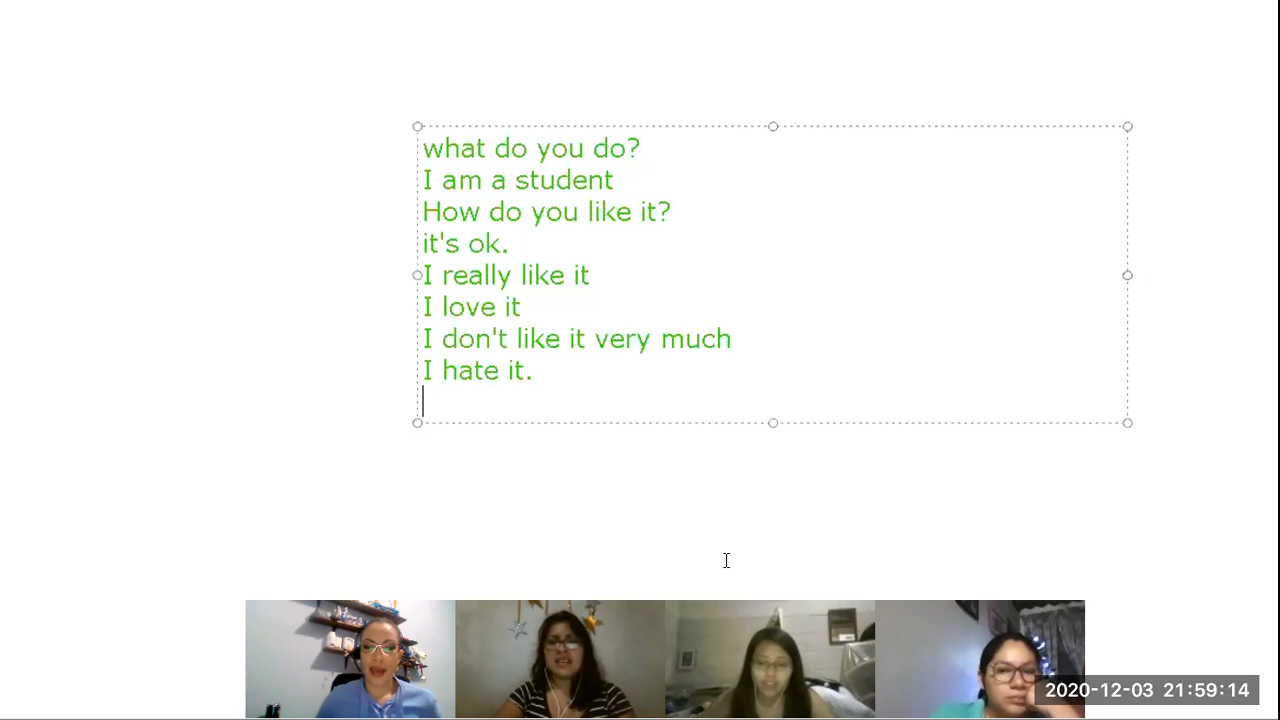 what do you do?
I am a student
How do you like it?
it's ok.
I really like it
I love it
I don't like it very much
I hate it.
2020-12-03 21:59:14